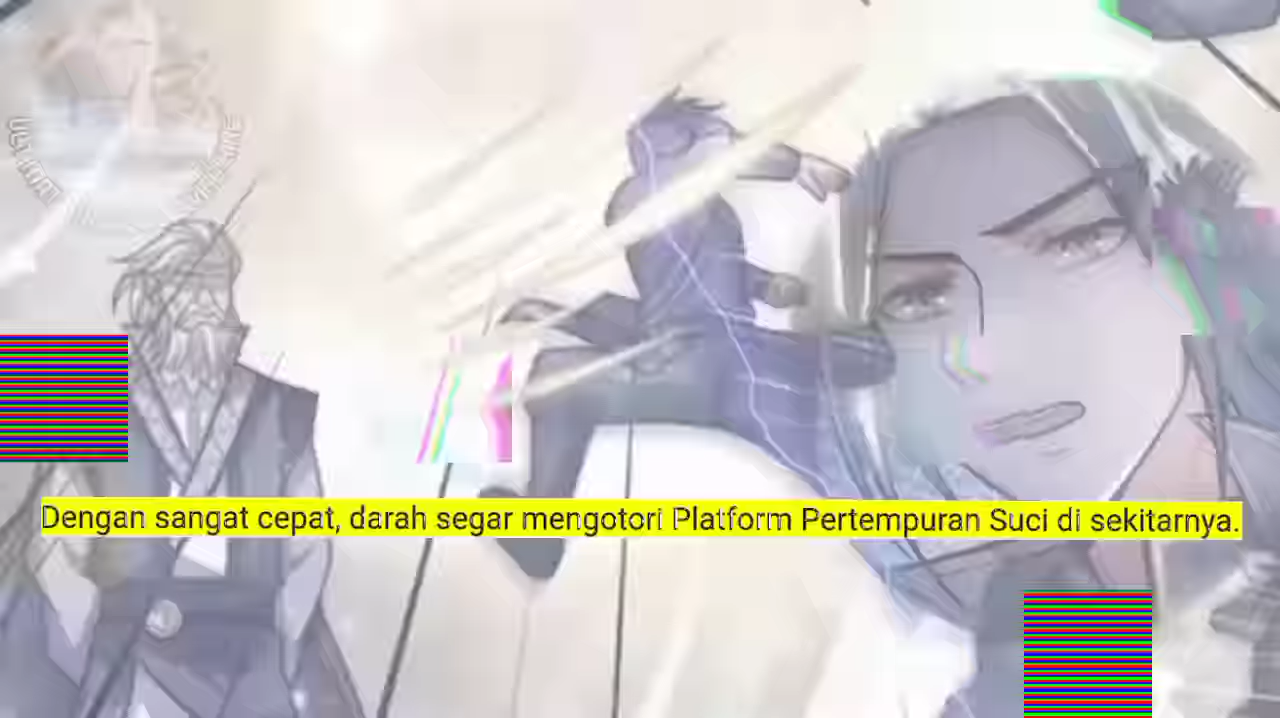 Dengan sangat cepat, darah segar mengotori Platform Pertempuran Suci di sekitarnya.